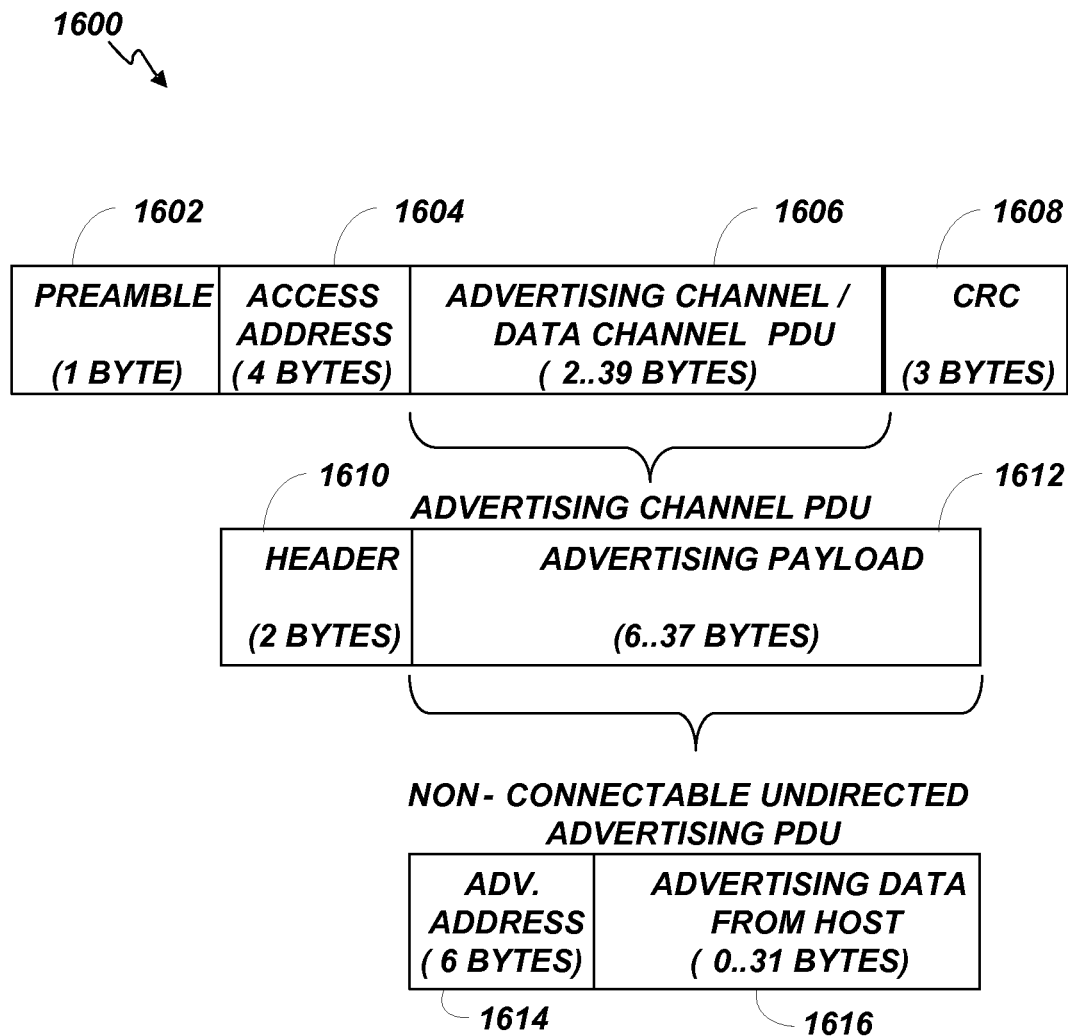 1600
1602
1604
1606
1608
PREAMBLE
(1 BYTE)
ACCESS
ADDRESS
(4 BYTES)
ADVERTISING CHANNEL /
DATA CHANNEL PDU
( 2..39 BYTES)
CRC
(3 BYTES)
1610
1612
ADVERTISING CHANNEL PDU
HEADER
(2 BYTES)
ADVERTISING PAYLOAD
(6..37 BYTES)
NON- CONNECTABLE UNDIRECTED
ADVERTISING PDU
ADV.
ADDRESS
( 6 BYTES)
ADVERTISING DATA
FROM HOST
( 0..31 BYTES)
1614
1616